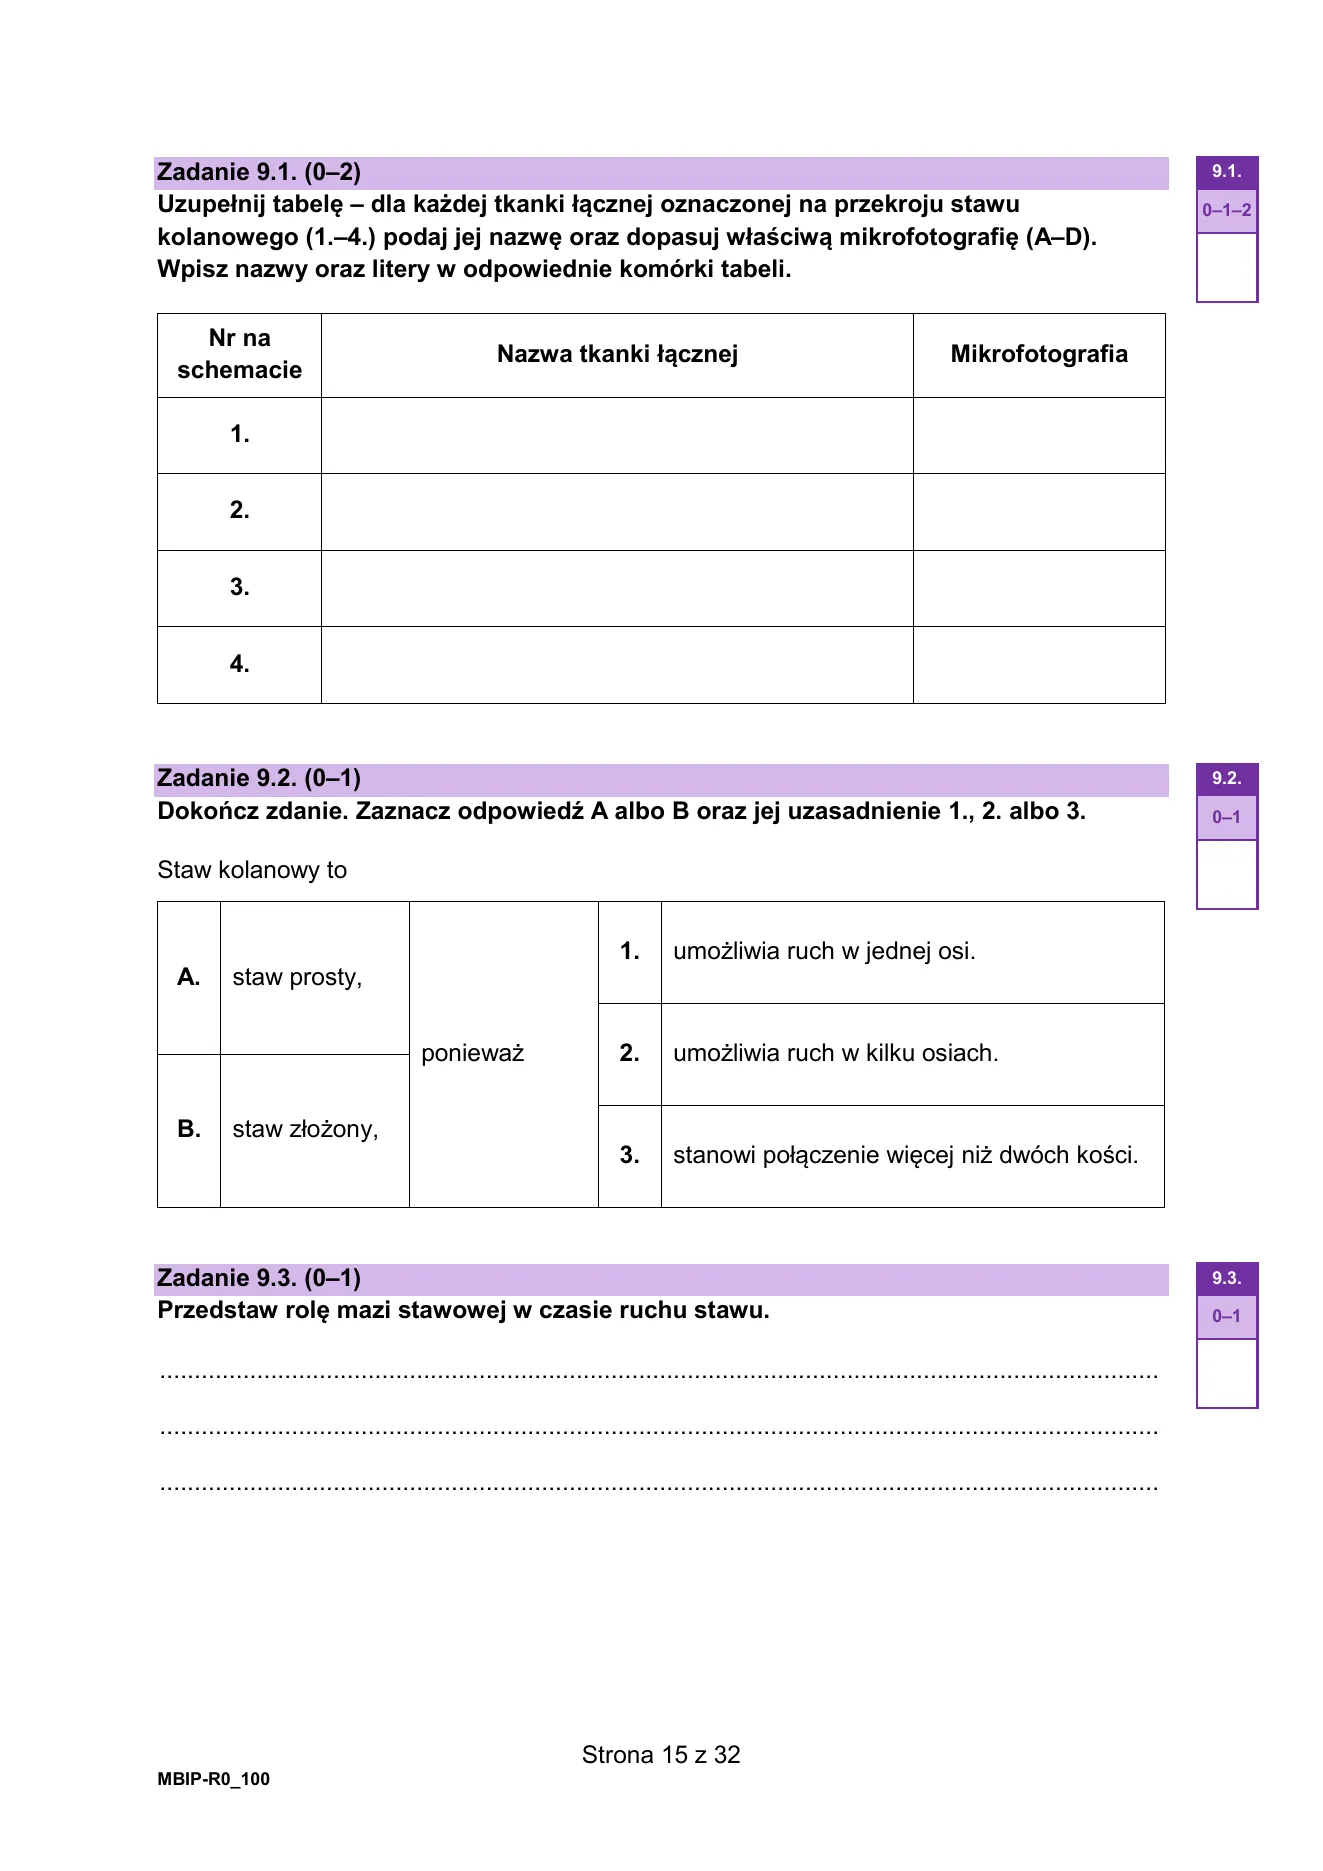 Zadanie 9.1. (0–2)
9.1.
0–1–2
Uzupełnij tabelę – dla każdej tkanki łącznej oznaczonej na przekroju stawu
kolanowego (1.–4.) podaj jej nazwę oraz dopasuj właściwą mikrofotografię (A–D).
Wpisz nazwy oraz litery w odpowiednie komórki tabeli.
Nr na
schemacie
Nazwa tkanki łącznej
Mikrofotografia
1.
2.
3.
4.
Zadanie 9.2. (0–1)
9.2.
0–1
Dokończ zdanie. Zaznacz odpowiedź A albo B oraz jej uzasadnienie 1., 2. albo 3.
Staw kolanowy to
A.
staw prosty,
B.
staw złożony,
ponieważ
1.
umożliwia ruch w jednej osi.
2.
umożliwia ruch w kilku osiach.
3.
stanowi połączenie więcej niż dwóch kości.
Zadanie 9.3. (0–1)
9.3.
0–1
Przedstaw rolę mazi stawowej w czasie ruchu stawu.
Strona 15 z 32
MBIP-R0_100